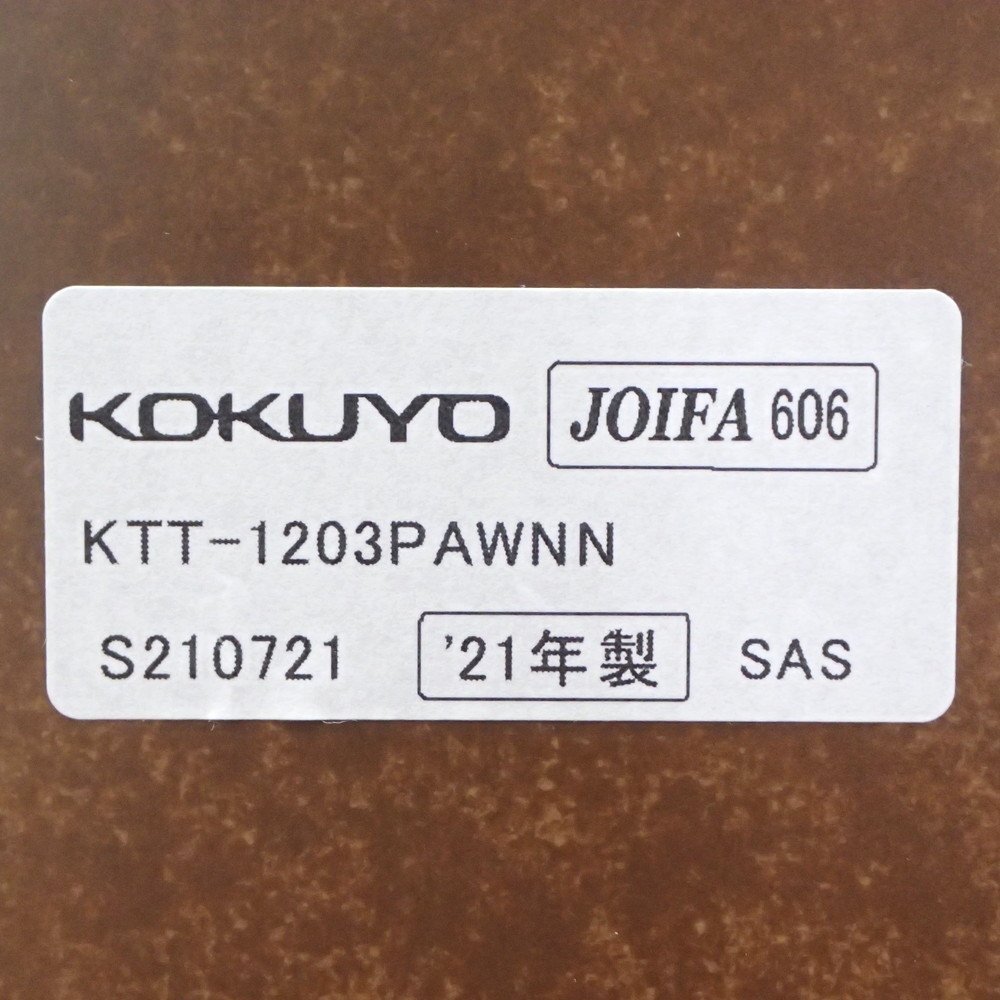 KOKUYO JOIFA 606
KTT-1203PAWNN
S210721 '21年製 SAS